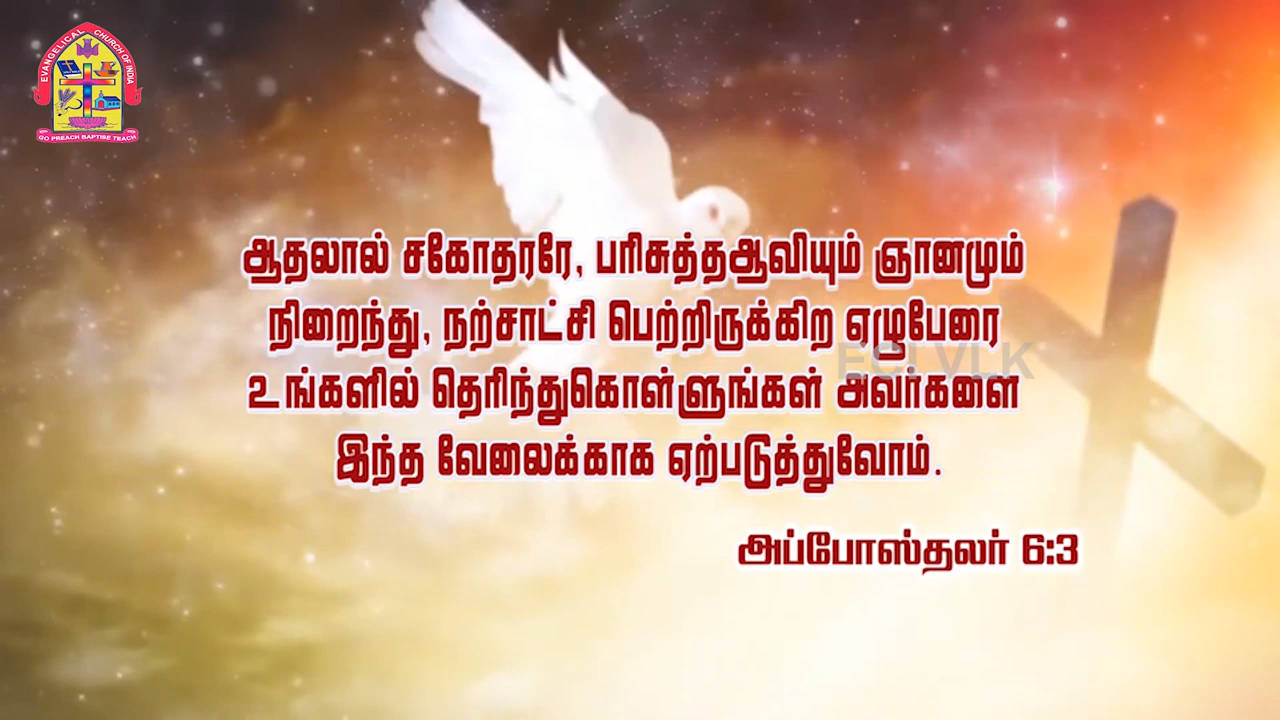 EVANGELICAL CHURCH OF INDIA
GO PREACH BAPTISE TEACH
ஆதலால் சகோதரரே, பரிசுத்தஆவியும் ஞானமும்
நிறைந்து, நற்சாட்சி பெற்றிருக்கிற ஏழுபேரை
ECI VLK
உங்களில் தெரிந்துகொள்ளுங்கள் அவர்களை
இந்த வேலைக்காக ஏற்படுத்துவோம்.
அப்போஸ்தலர் 6:3